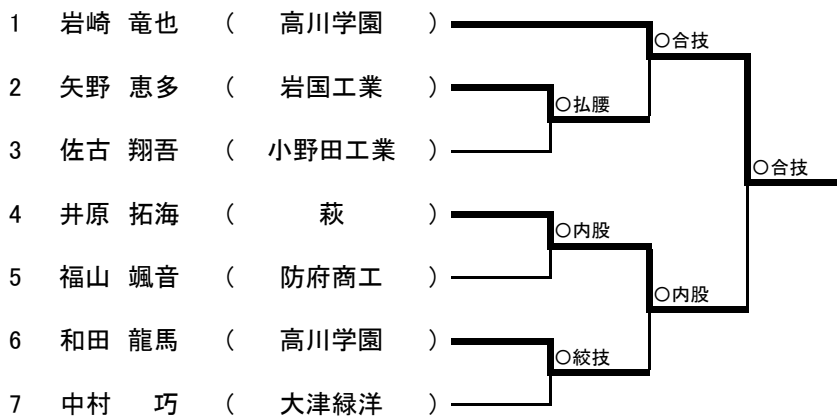 1 岩崎 竜也 ( 高川学園 )
○合技
2 矢野 恵多 ( 岩国工業 )
○払腰
3 佐古 翔吾 ( 小野田工業 )
○合技
4 井原 拓海 ( 萩 )
○内股
5 福山 颯音 ( 防府商工 )
○内股
6 和田 龍馬 ( 高川学園 )
○絞技
7 中村 巧 ( 大津緑洋 )